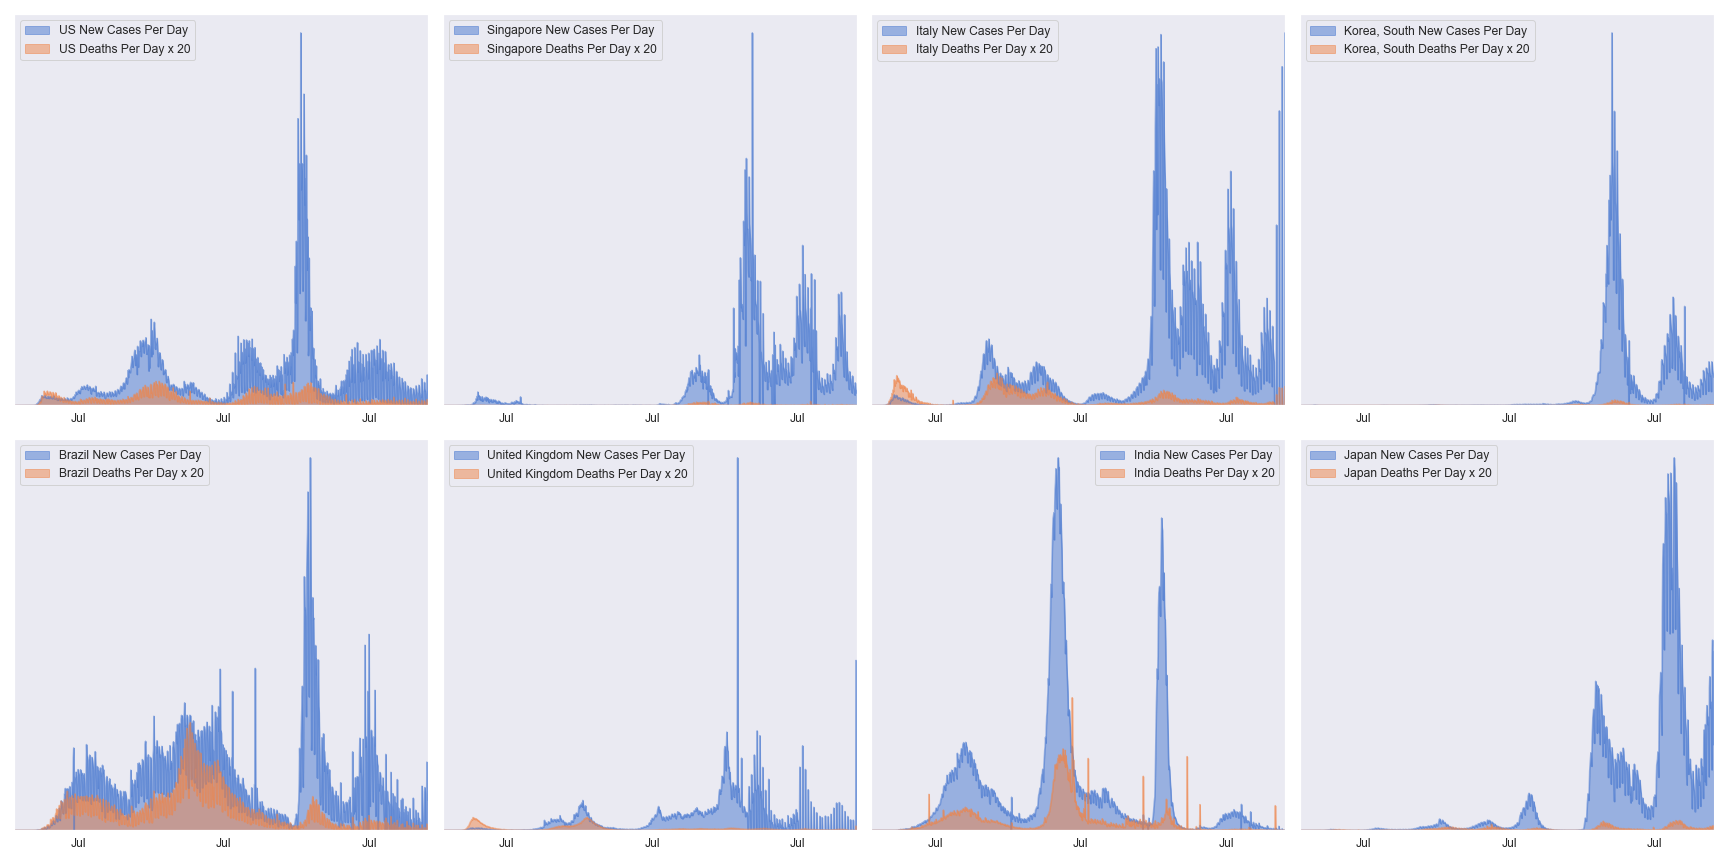 US New Cases Per Day
US Deaths Per Day x 20
Jul Jul Jul
Singapore New Cases Per Day
Singapore Deaths Per Day x 20
Jul Jul Jul
Italy New Cases Per Day
Italy Deaths Per Day x 20
Jul Jul Jul
Korea, South New Cases Per Day
Korea, South Deaths Per Day x 20
Jul Jul Jul
Brazil New Cases Per Day
Brazil Deaths Per Day x 20
Jul Jul Jul
United Kingdom New Cases Per Day
United Kingdom Deaths Per Day x 20
Jul Jul Jul
India New Cases Per Day
India Deaths Per Day x 20
Jul Jul Jul
Japan New Cases Per Day
Japan Deaths Per Day x 20
Jul Jul Jul